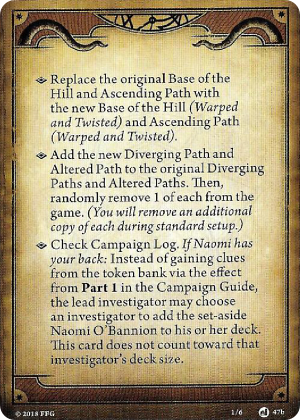 Replace the original Base of the
Hill and Ascending Path with
the new Base of the Hill (Warped
and Twisted) and Ascending Path
(Warped and Twisted).
Add the new Diverging Path and
Altered Path to the original Diverging
Paths and Altered Paths. Then,
randomly remove 1 of each from the
game. (You will remove an additional
copy of each during standard setup.)
Check Campaign Log. If Naomi has
your back: Instead of gaining clues
from the token bank via the effect
from Part 1 in the Campaign Guide,
the lead investigator may choose
an investigator to add the set-aside
Naomi O'Bannion to his or her deck.
This card does not count toward that
investigator's deck size.
© 2018 FFG 1/6 47b